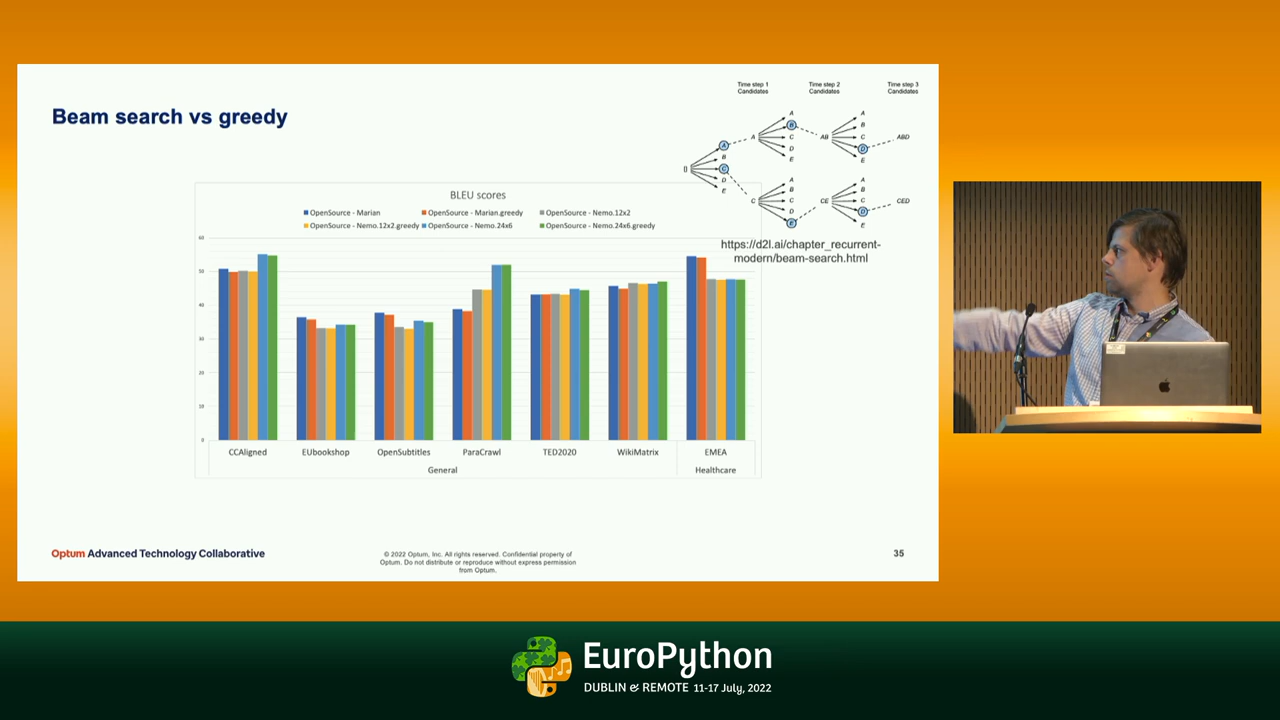 Beam search vs greedy
Time step 1
Candidates
Time step 2
Candidates
Time step 3
Candidates
A
B
C
D
E
A
B
C
D
E
A
B
C
D
E
[]
A
AB
ABD
A
B
C
D
E
A
B
C
D
E
C
CE
CED
https://d2l.ai/chapter_recurrent-
modern/beam-search.html
BLEU scores
OpenSource - Marian
OpenSource - Marian.greedy
OpenSource - Nemo.12x2
OpenSource - Nemo.12x2.greedy
OpenSource - Nemo.24x6
OpenSource - Nemo.24x6.greedy
60
50
40
30
20
10
0
CCAligned
EUbookshop
OpenSubtitles
ParaCrawl
TED2020
WikiMatrix
EMEA
General
Healthcare
Optum Advanced Technology Collaborative
© 2022 Optum, Inc. All rights reserved. Confidential property of
Optum. Do not distribute or reproduce without express permission
from Optum.
35
EuroPython
DUBLIN & REMOTE 11-17 July, 2022